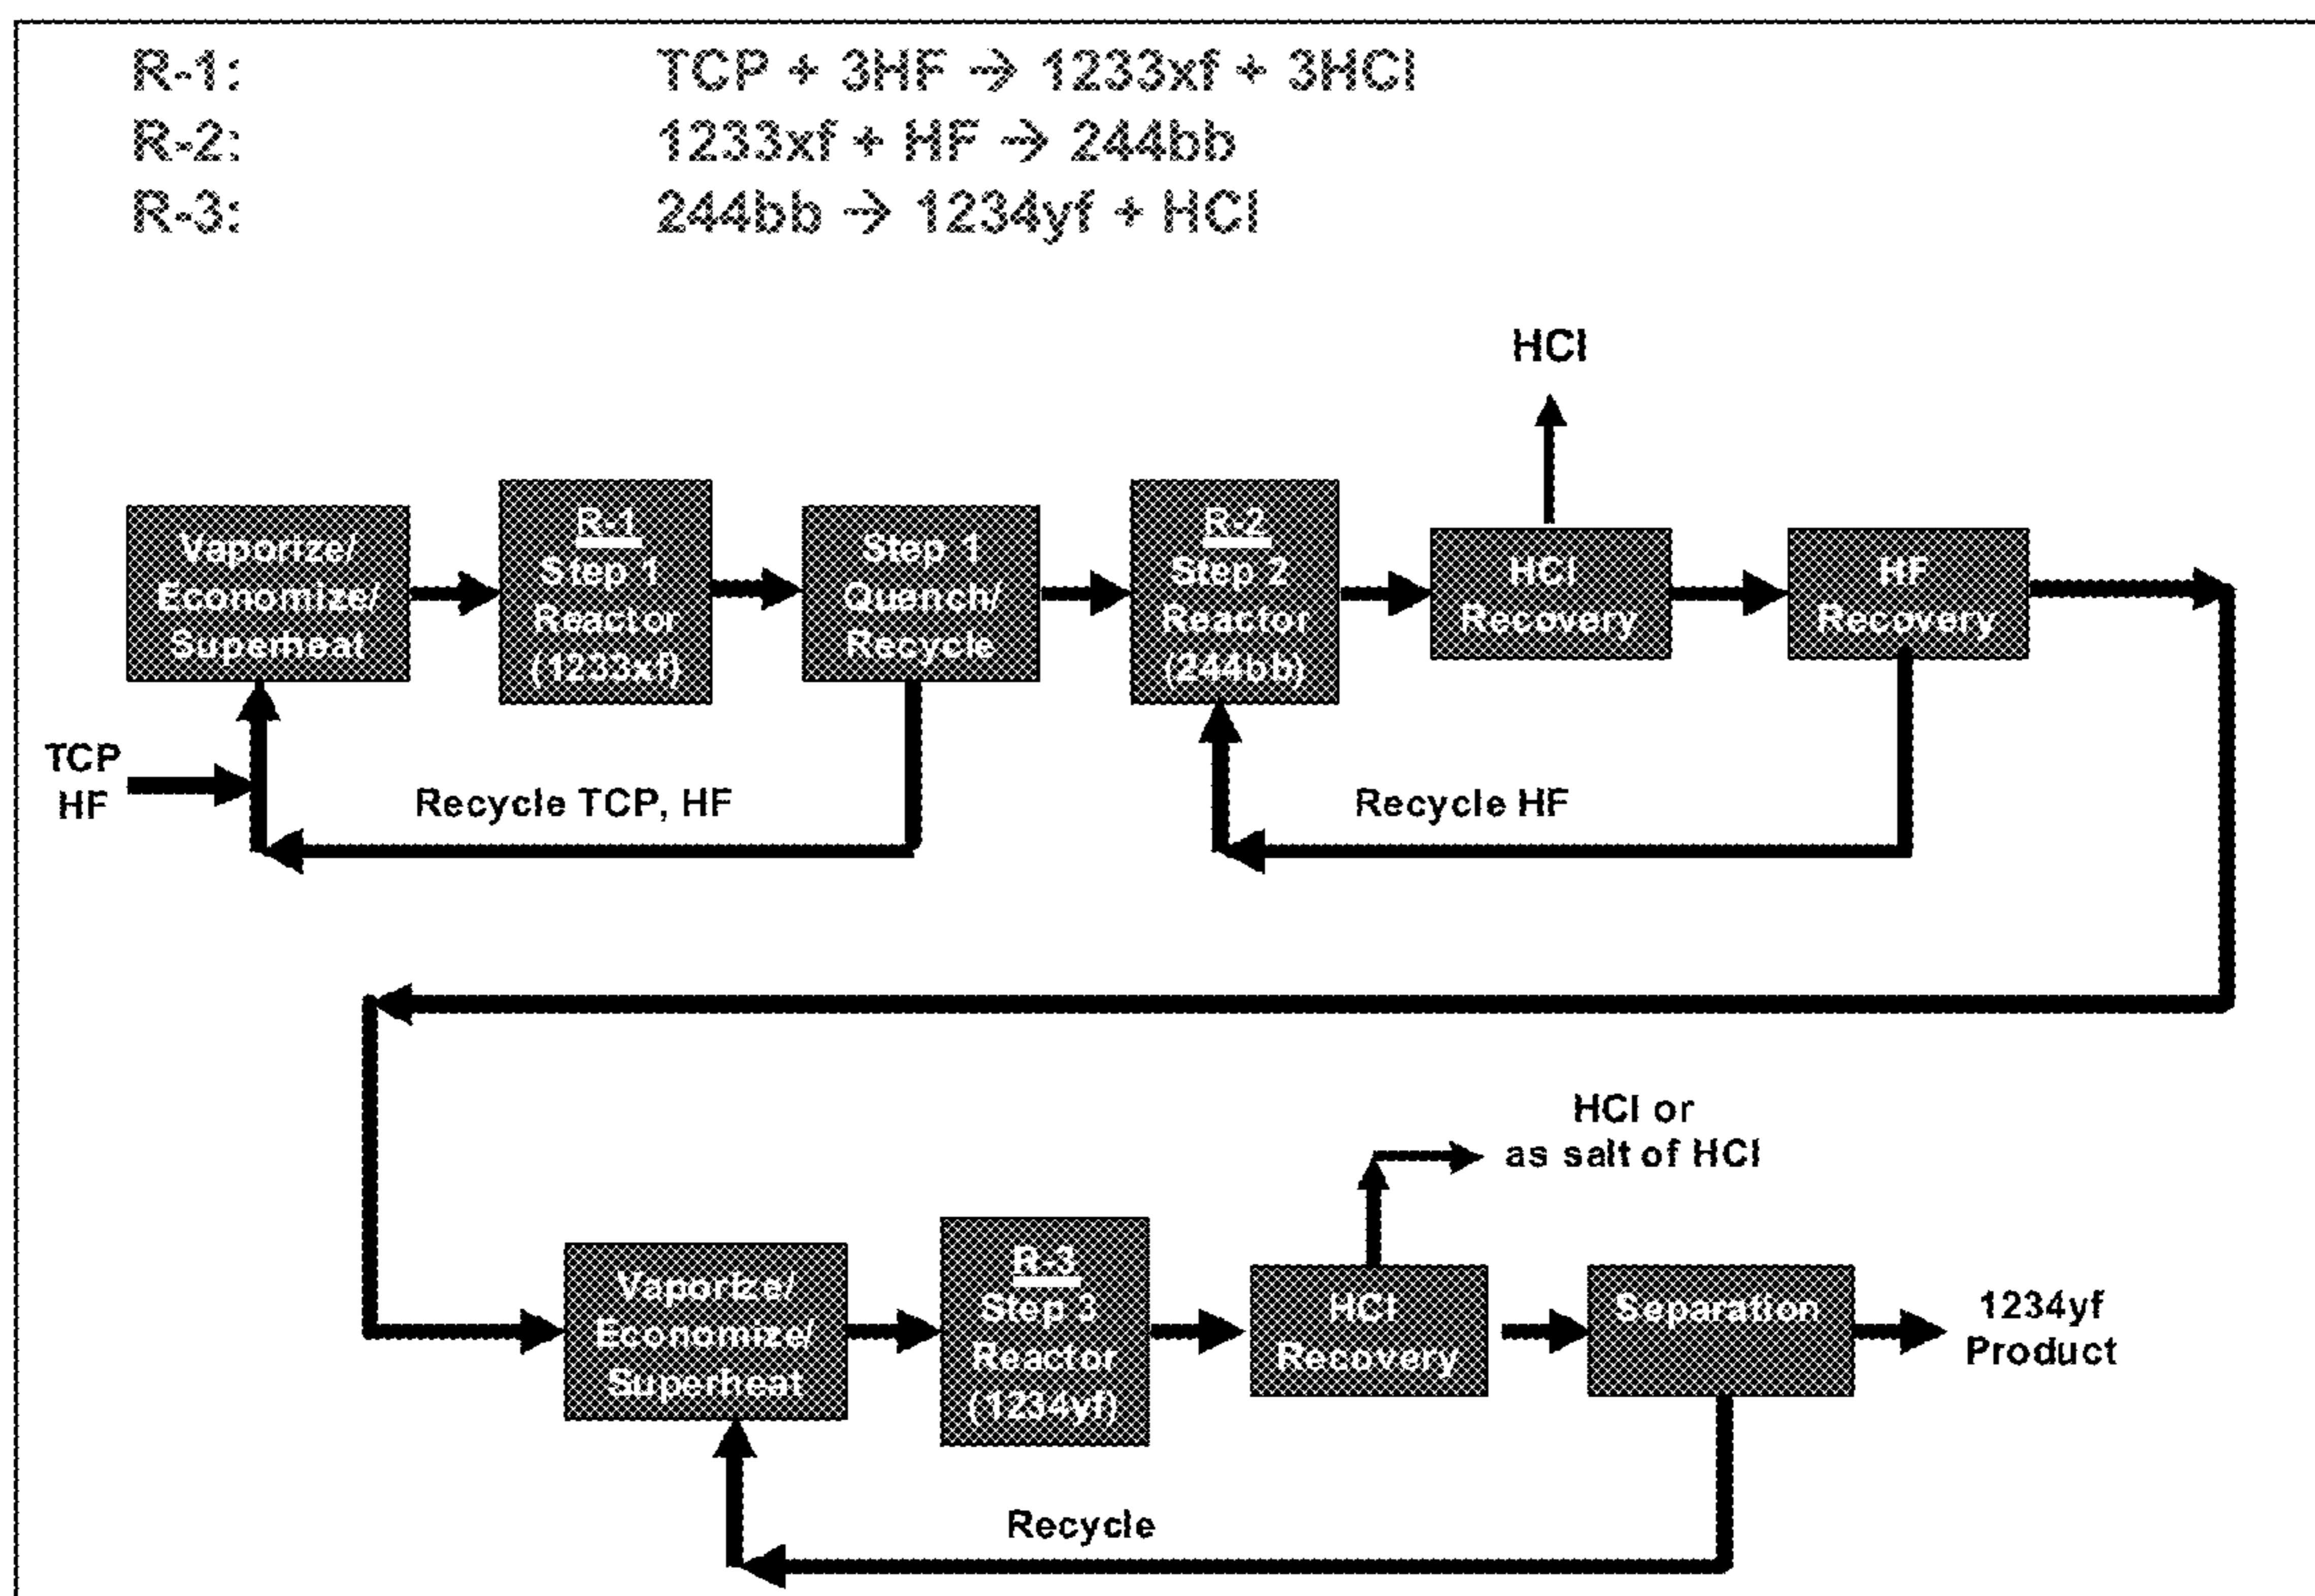 R-1: TCP + 3HF → 1233xf + 3HCl
R-2: 1233xf + HF → 244bb
R-3: 244bb → 1234yf + HCl
HCl
Vaporize/
Economize/
Superheat
R-1
Step 1
Reactor
(1233xf)
Step 1
Quench/
Recycle
R-2
Step 2
Reactor
(244bb)
HCl
Recovery
HF
Recovery
TCP
HF
Recycle TCP, HF
Recycle HF
HCl or
as salt of HCl
Vaporize/
Economize/
Superheat
R-3
Step 3
Reactor
(1234yf)
HCl
Recovery
Separation
1234yf
Product
Recycle